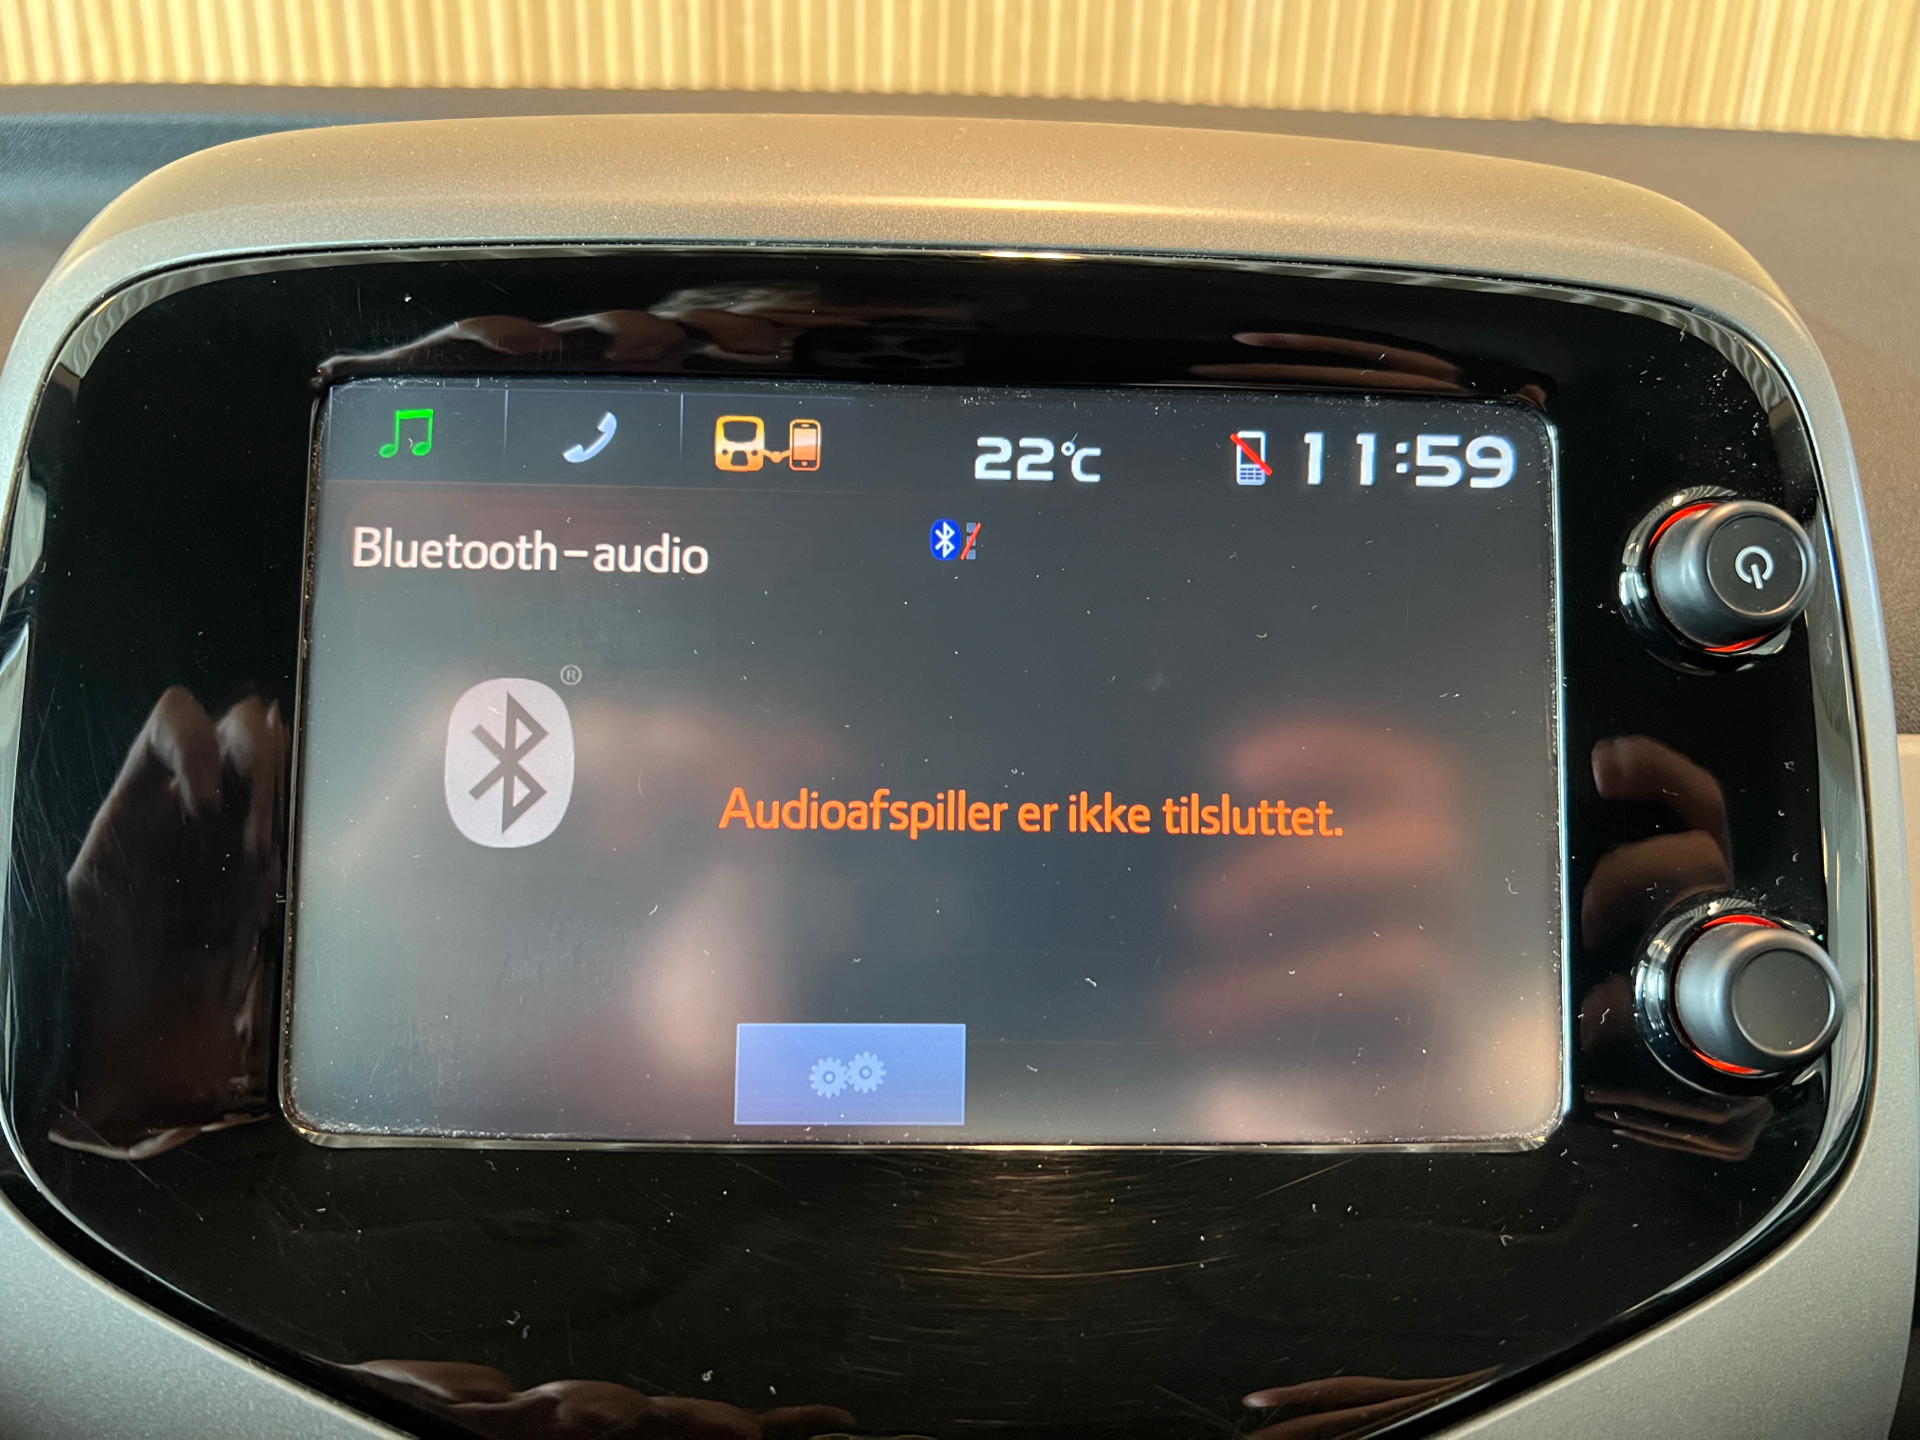 22°C
11:59
Bluetooth-audio
®
Audioafspiller er ikke tilsluttet.